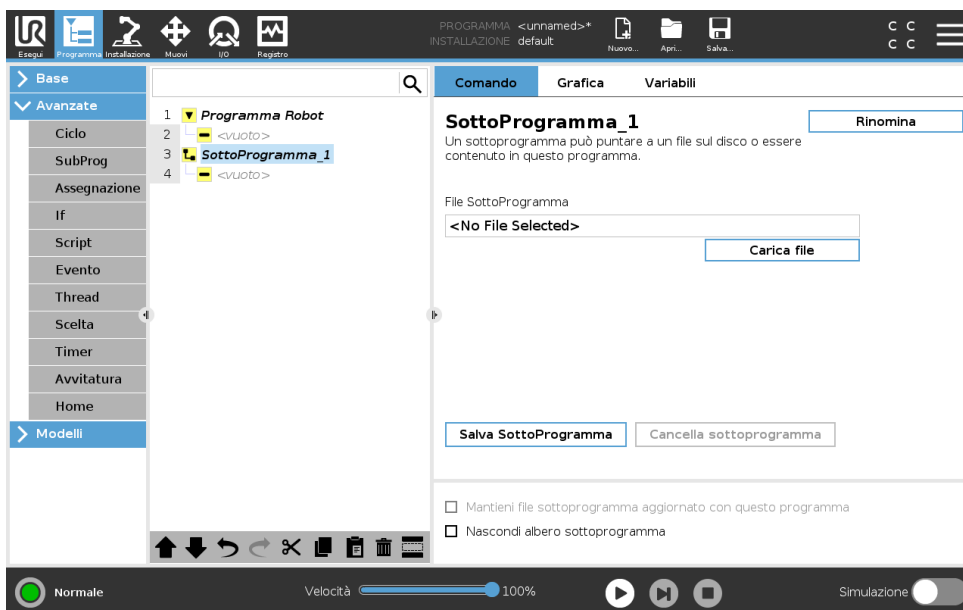 UR
Esegui
Programma
Installazione
Muovi
I/O
Registro
PROGRAMMA <unnamed>*
INSTALLAZIONE default
Nuovo...
Apri...
Salva...
C C
C C
Base
Avanzate
Ciclo
SubProg
Assegnazione
If
Script
Evento
Thread
Scelta
Timer
Avvitatura
Home
Modelli
1 Programma Robot
2 <vuoto>
3 SottoProgramma_1
4 <vuoto>
Comando Grafica Variabili
SottoProgramma_1
Rinomina
Un sottoprogramma può puntare a un file sul disco o essere
contenuto in questo programma.
File SottoProgramma
<No File Selected>
Carica file
Salva SottoProgramma
Cancella sottoprogramma
Mantieni file sottoprogramma aggiornato con questo programma
Nascondi albero sottoprogramma
Normale
Velocità 100%
Simulazione